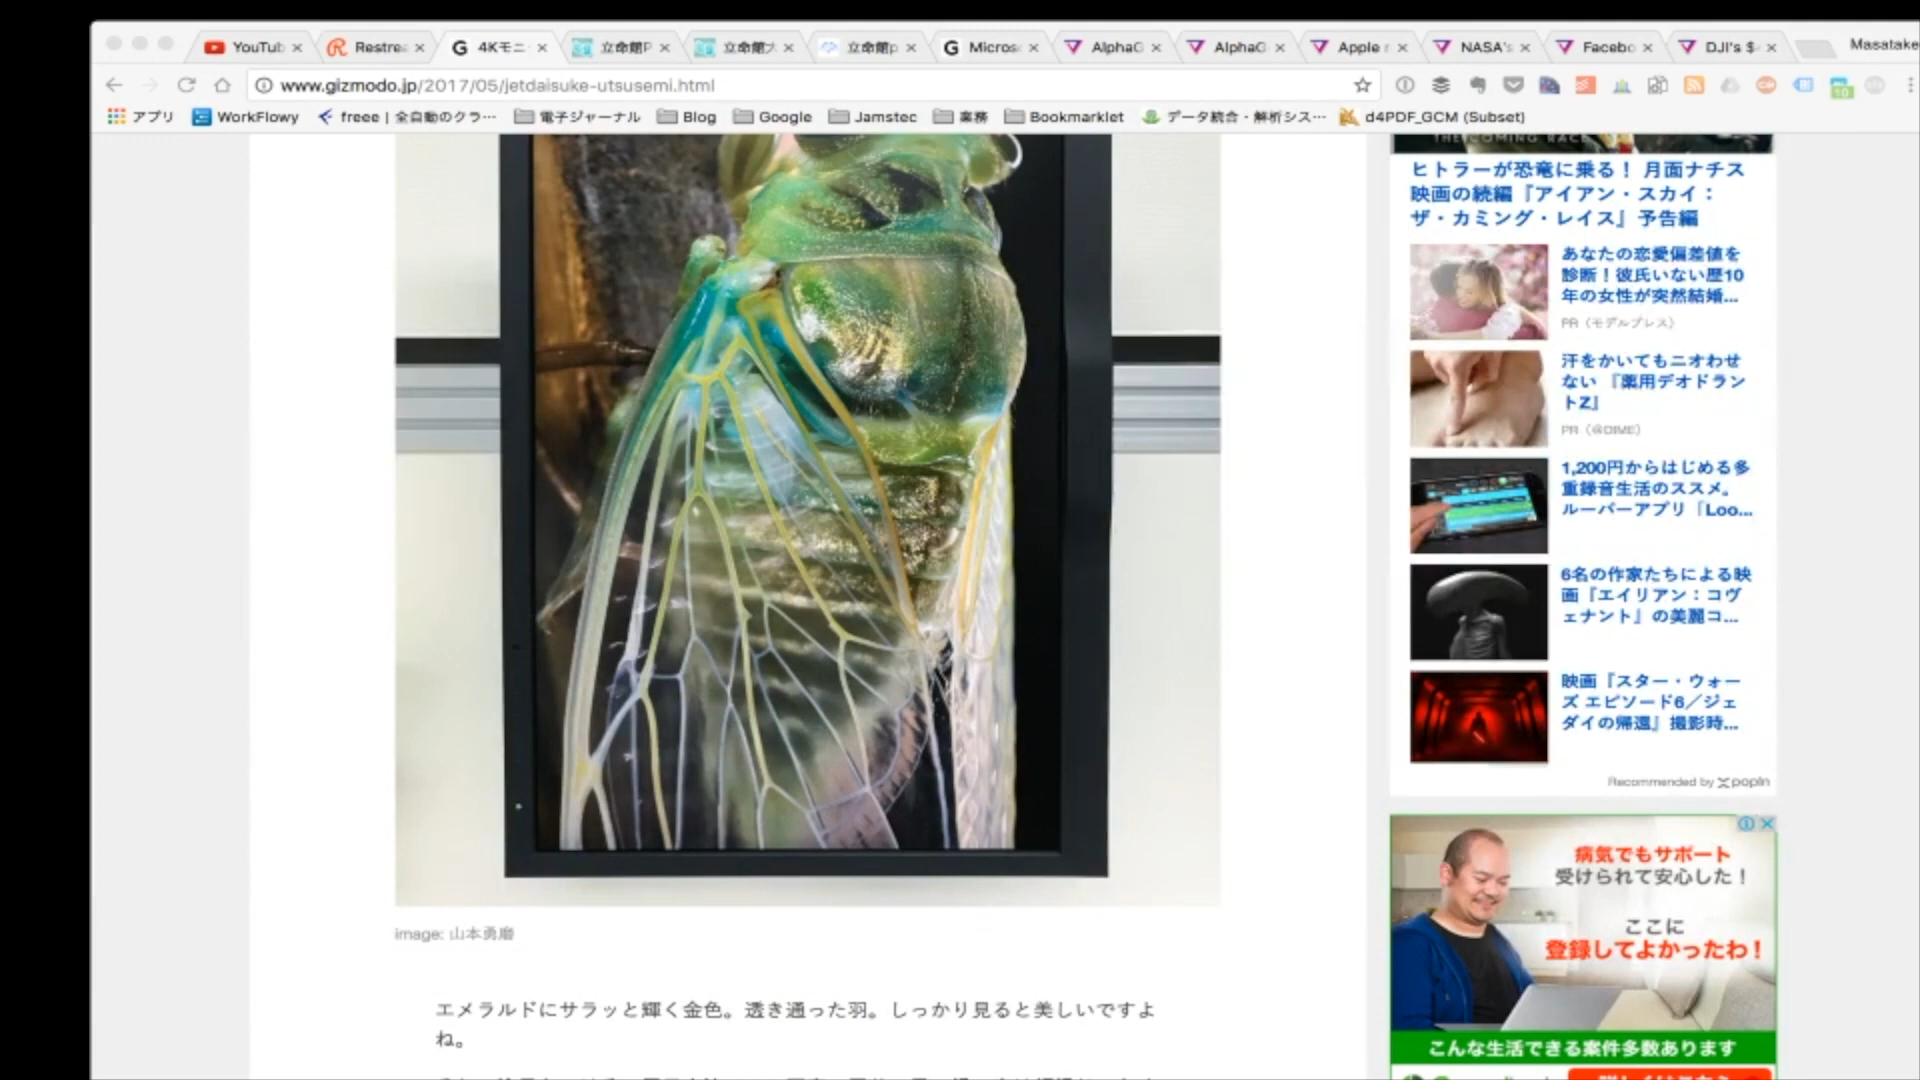 YouTub
Restre
4Kモニ
立命館P
立命館大
立命館p
Micros
AlphaG
AlphaG
Apple r
NASA's
Facebo
DJI's $
Masatake
www.gizmodo.jp/2017/05/jetdaisuke-utsusemi.html
アプリ
WorkFlowy
freee | 全自動のクラ…
電子ジャーナル
Blog
Google
Jamstec
業務
Bookmarklet
データ統合・解析シス…
d4PDF_GCM (Subset)
10
THE COMING RACE
ヒトラーが恐竜に乗る！ 月面ナチス
映画の続編『アイアン・スカイ：
ザ・カミング・レイス』予告編
あなたの恋愛偏差値を
診断！彼氏いない歴10
年の女性が突然結婚...
PR（モデルプレス）
汗をかいてもニオわせ
ない 『薬用デオドラン
トZ』
PR（@DIME）
1,200円からはじめる多
重録音生活のススメ。
ルーパーアプリ「Loo...
6名の作家たちによる映
画『エイリアン：コヴ
ェナント』の美麗コ...
映画『スター・ウォー
ズ エピソード6／ジェ
ダイの帰還』撮影時...
Recommended by popIn
病気でもサポート
受けられて安心した！
ここに
登録してよかったわ！
こんな生活できる案件多数あります
image: 山本勇磨
エメラルドにサラッと輝く金色。透き通った羽。しっかり見ると美しいですよ
ね。